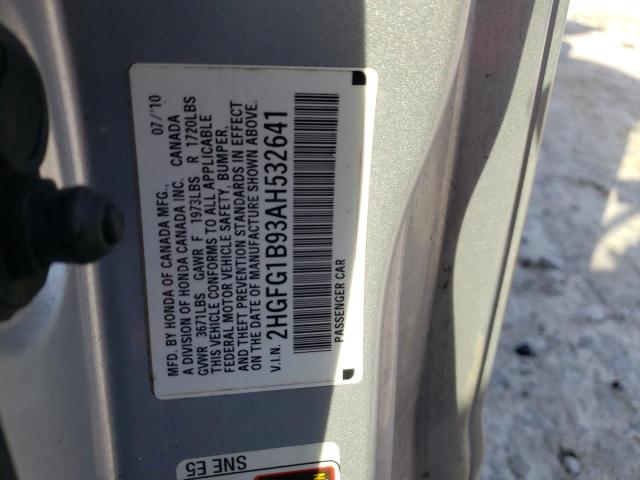 MFD. BY HONDA OF CANADA MFG., 07/'10
A DIVISION OF HONDA CANADA INC. CANADA
GVWR 3671LBS GAWR F 1973LBS R 1720LBS
THIS VEHICLE CONFORMS TO ALL APPLICABLE
FEDERAL MOTOR VEHICLE SAFETY, BUMPER,
AND THEFT PREVENTION STANDARDS IN EFFECT
ON THE DATE OF MANUFACTURE SHOWN ABOVE.
V.I.N. 2HGFG1B93AH532641
PASSENGER CAR
SNE E5